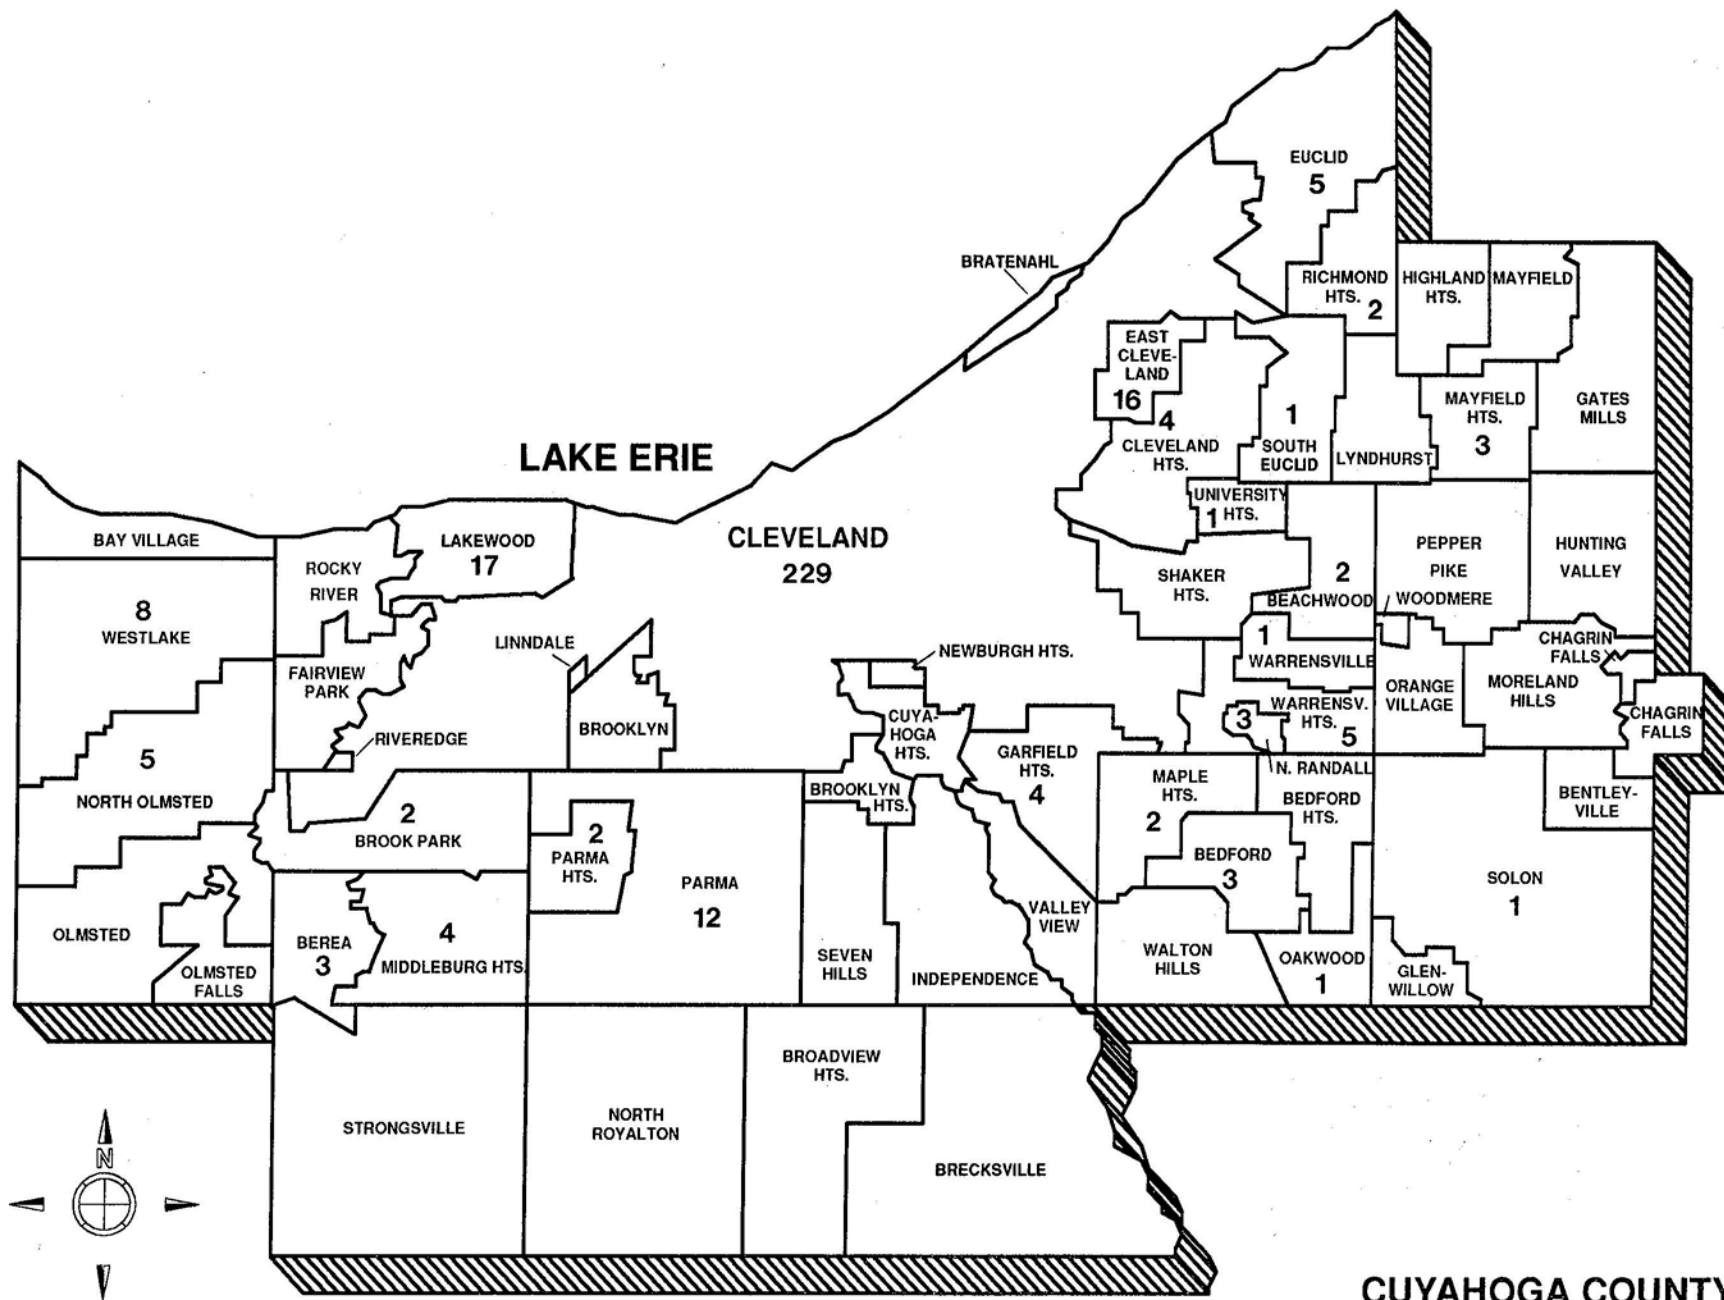 EUCLID
5
BRATENAHL
RICHMOND
HTS. 2
HIGHLAND
HTS.
MAYFIELD
EAST
CLEVE-
LAND
16
4
CLEVELAND
HTS.
1
SOUTH
EUCLID
LYNDHURST
MAYFIELD
HTS.
3
GATES
MILLS
LAKE ERIE
UNIVERSITY
HTS.
1
BAY VILLAGE
ROCKY
RIVER
LAKEWOOD
17
CLEVELAND
229
SHAKER
HTS.
2
BEACHWOOD
PEPPER
PIKE
WOODMERE
HUNTING
VALLEY
8
WESTLAKE
LINNDALE
NEWBURGH HTS.
1
WARRENSVILLE
CHAGRIN
FALLS
FAIRVIEW
PARK
ORANGE
VILLAGE
MORELAND
HILLS
CHAGRIN
FALLS
RIVEREDGE
BROOKLYN
CUYA-
HOGA
HTS.
WARRENSV.
HTS.
5
3
N. RANDALL
5
NORTH OLMSTED
GARFIELD
HTS.
4
MAPLE
HTS.
2
BEDFORD
HTS.
BENTLEY-
VILLE
BROOKLYN
HTS.
2
BROOK PARK
2
PARMA
HTS.
PARMA
12
BEDFORD
3
SOLON
1
OLMSTED
OLMSTED
FALLS
BEREA
3
4
MIDDLEBURG HTS.
SEVEN
HILLS
INDEPENDENCE
VALLEY
VIEW
WALTON
HILLS
OAKWOOD
1
GLEN-
WILLOW
STRONGSVILLE
NORTH
ROYALTON
BROADVIEW
HTS.
BRECKSVILLE
N
CUYAHOGA COUNTY